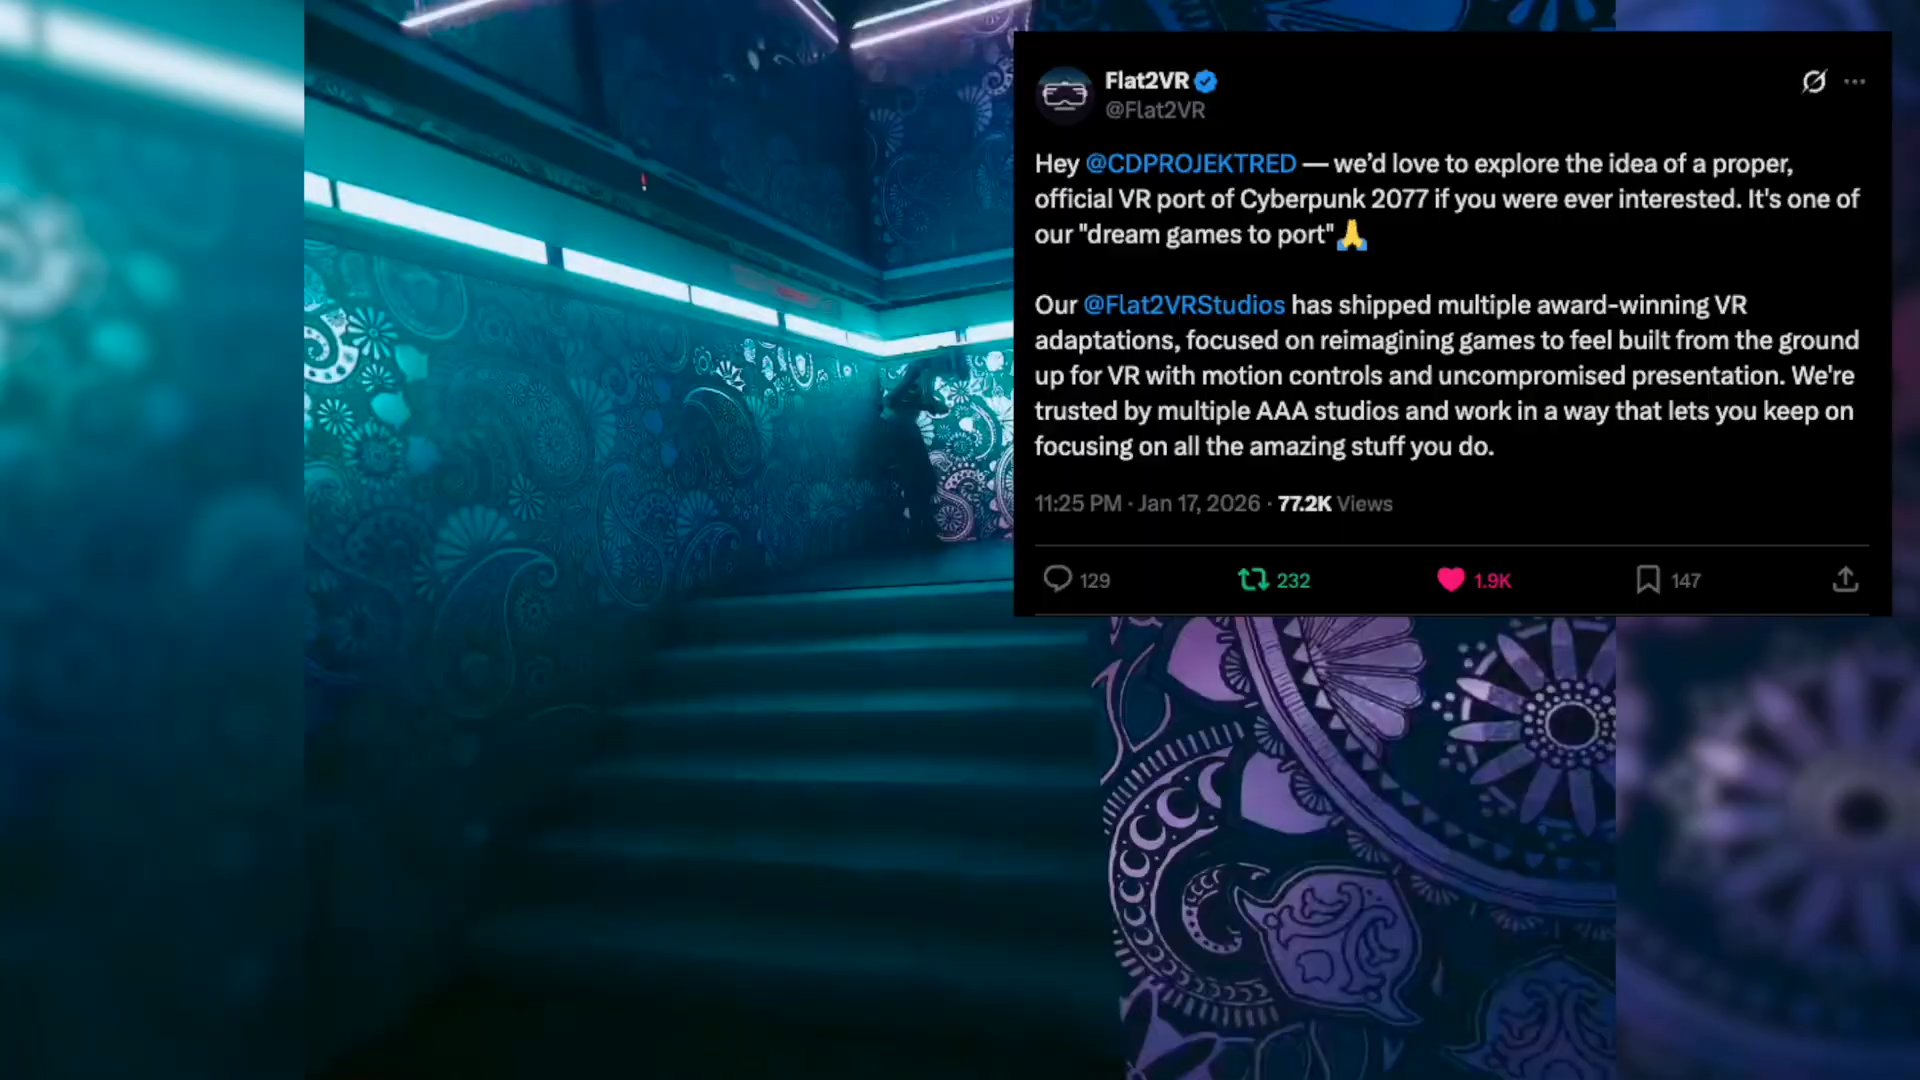 Flat2VR
@Flat2VR
Hey @CDPROJEKTRED — we’d love to explore the idea of a proper,
official VR port of Cyberpunk 2077 if you were ever interested. It's one of
our "dream games to port"🙏
Our @Flat2VRStudios has shipped multiple award-winning VR
adaptations, focused on reimagining games to feel built from the ground
up for VR with motion controls and uncompromised presentation. We're
trusted by multiple AAA studios and work in a way that lets you keep on
focusing on all the amazing stuff you do.
11:25 PM · Jan 17, 2026 · 77.2K Views
129 232 1.9K 147